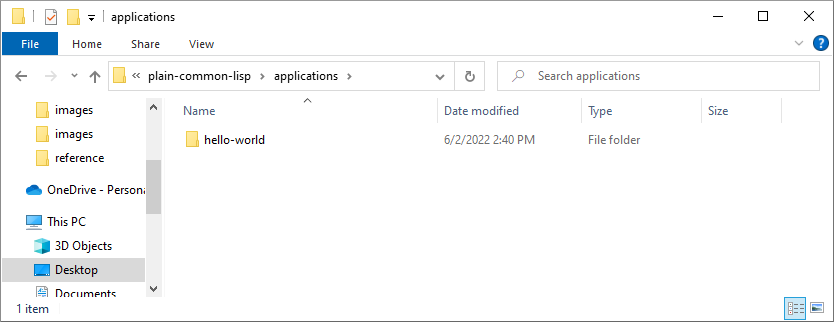 applications
File Home Share View
« plain-common-lisp > applications > Search applications
Name Date modified Type Size
images
images
reference
OneDrive - Persona
This PC
3D Objects
Desktop
Documents
hello-world 6/2/2022 2:40 PM File folder
1 item